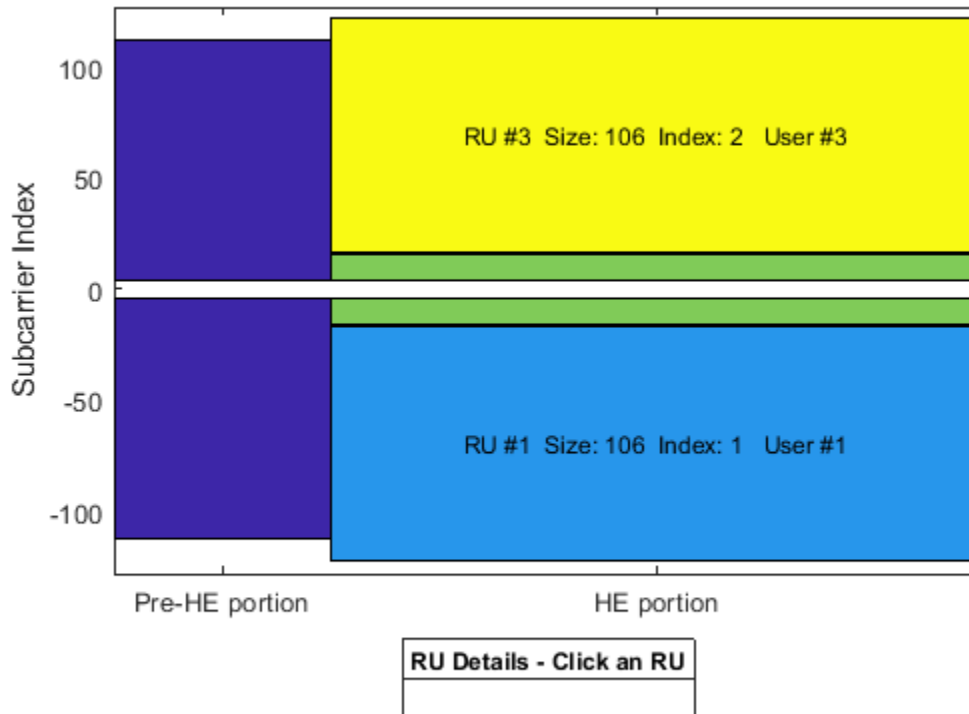 100
50
0
-50
-100
Subcarrier Index
RU #3 Size: 106 Index: 2 User #3
RU #1 Size: 106 Index: 1 User #1
Pre-HE portion
HE portion
RU Details - Click an RU